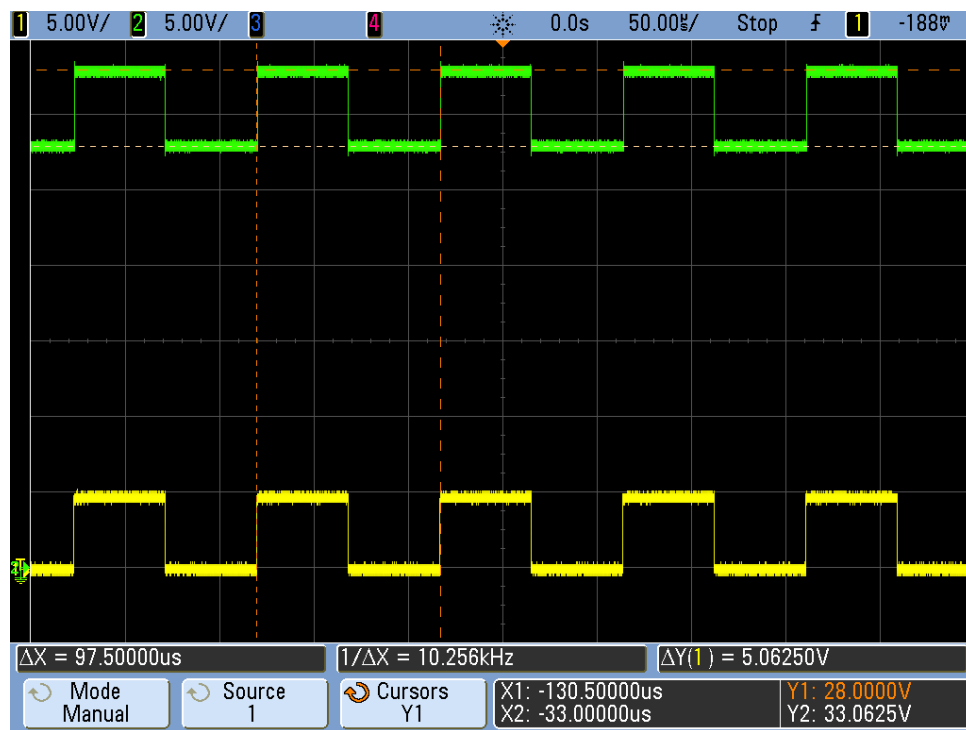 1 5.00V/ 2 5.00V/ 3 4 0.0s 50.00µs/ Stop 1 -188mV
ΔX = 97.50000us 1/ΔX = 10.256kHz ΔY(1) = 5.06250V
Mode Manual
Source 1
Cursors Y1
X1: -130.50000us
X2: -33.00000us
Y1: 28.0000V
Y2: 33.0625V